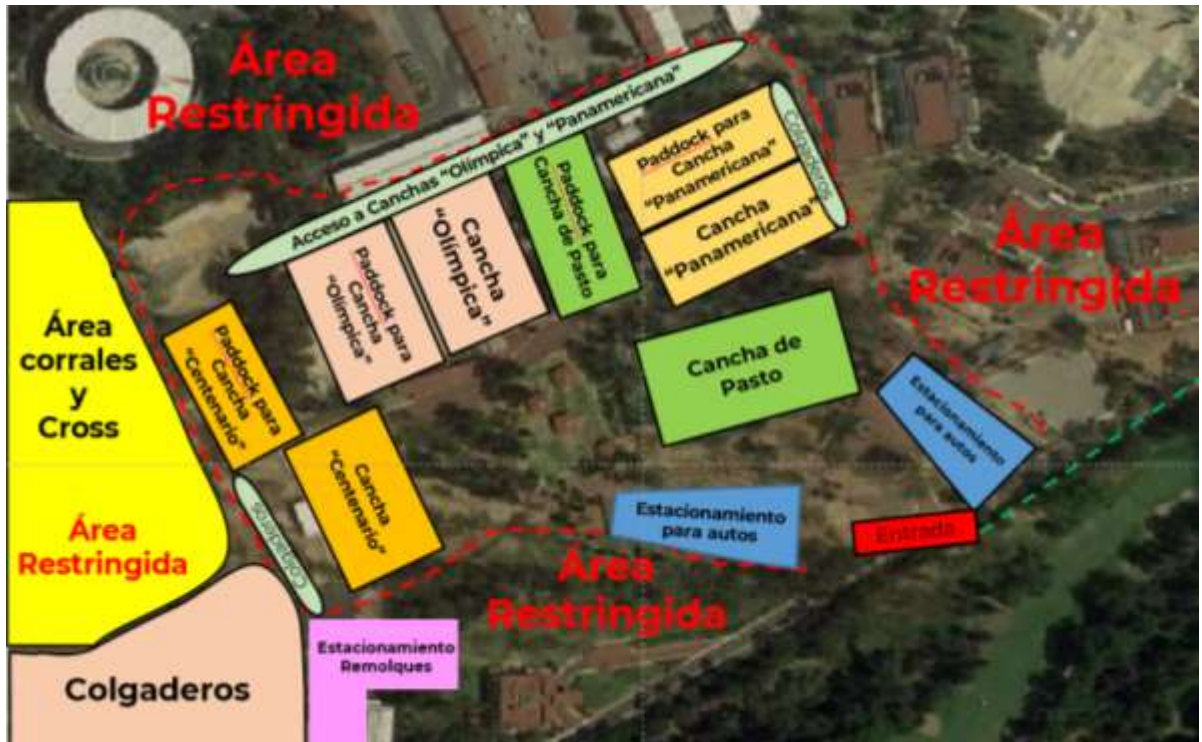 Área
Restringida
Acceso a Canchas "Olímpica" y "Panamericana"
Colgarderos
Paddock para
Cancha
"Panamericana"
Cancha
"Panamericana"
Paddock para
Cancha de Pasto
Cancha
"Olímpica"
Paddock para
Cancha
"Olímpica"
Área
Restringida
Área
corrales
y
Cross
Paddock para
Cancha
"Centenario"
Cancha de
Pasto
Estacionamiento
para autos
Cancha
"Centenario"
Colgaderos
Estacionamiento
para autos
Entrada
Área
Restringida
Área
Restringida
Estacionamiento
Remolques
Colgaderos